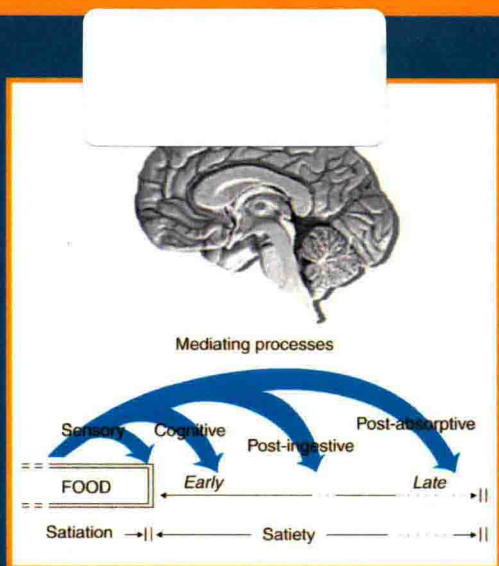 Mediating processes
Sensory Cognitive Post-ingestive Post-absorptive
FOOD Early Late
Satiation Satiety